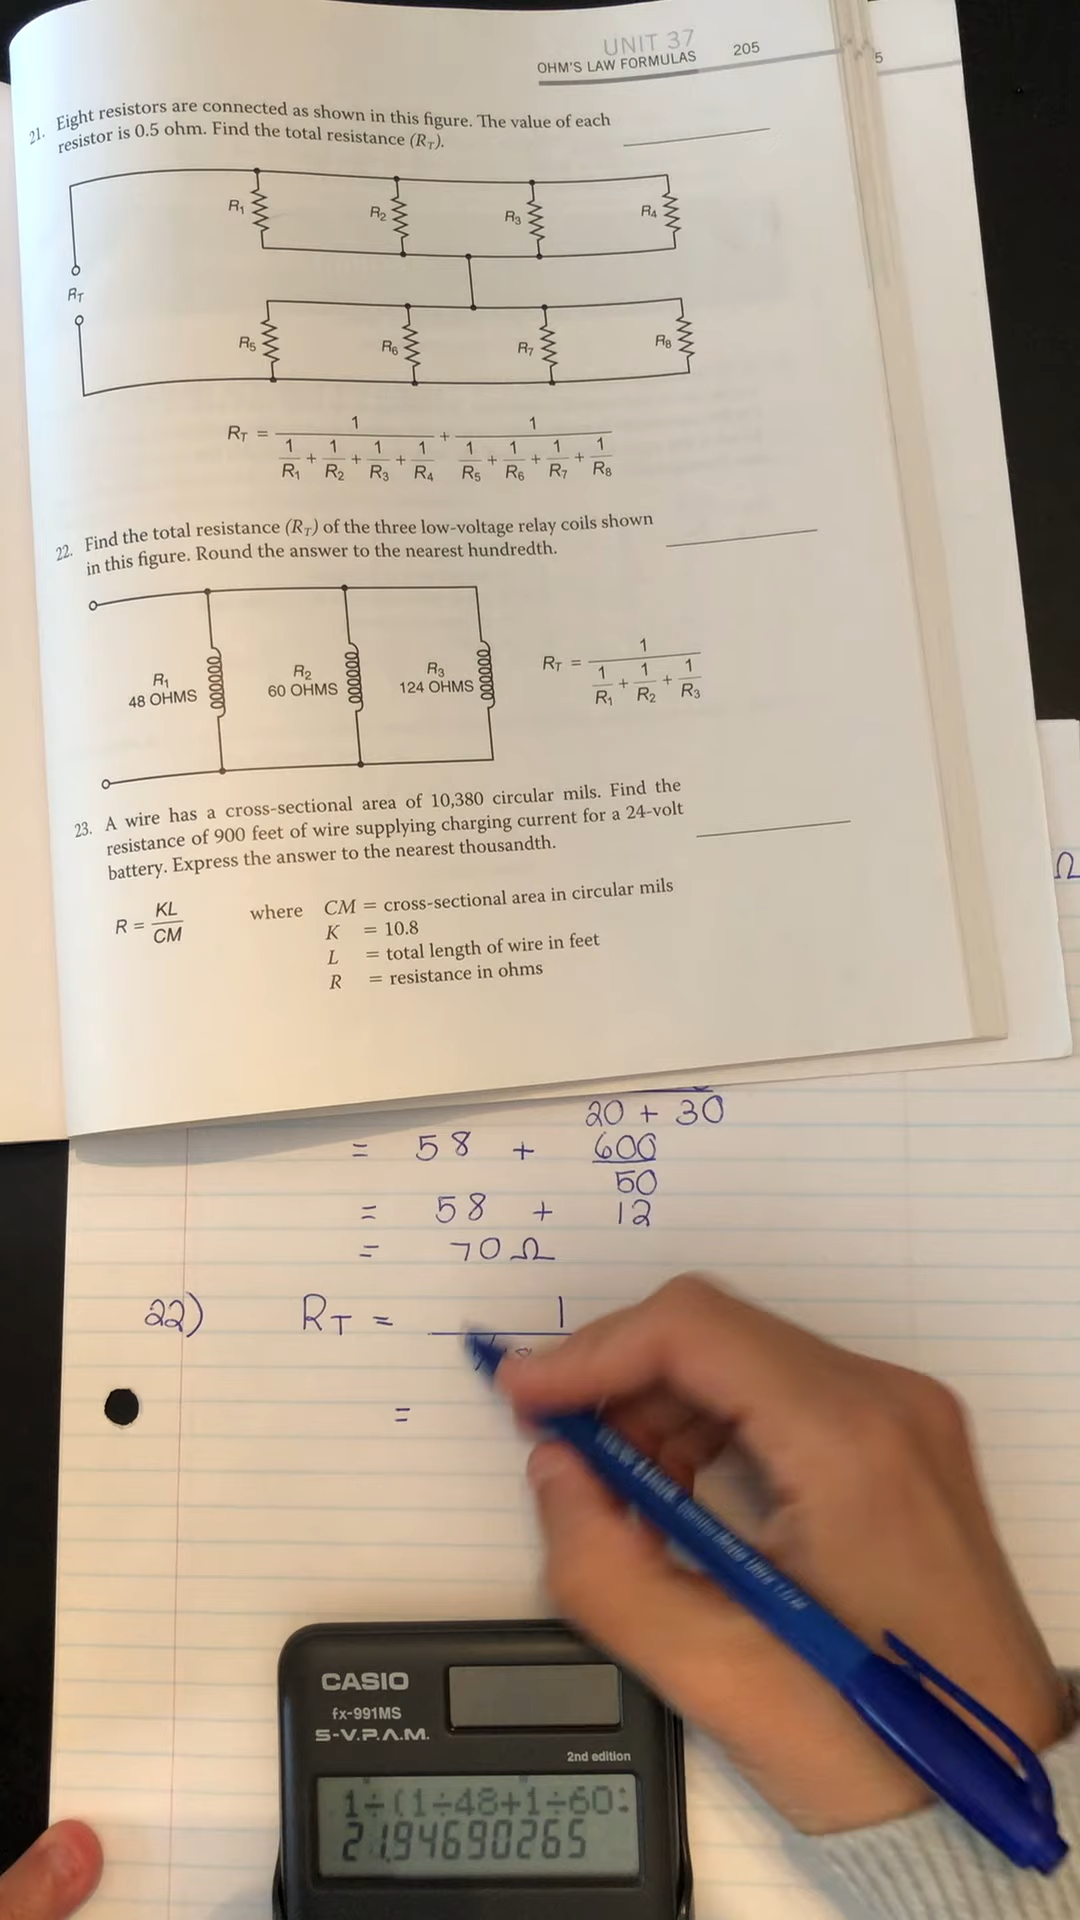 UNIT 37
OHM'S LAW FORMULAS 205
5
21. Eight resistors are connected as shown in this figure. The value of each
resistor is 0.5 ohm. Find the total resistance (RT).
R1 R2 R3 R4
RT
R5 R6 R7 R8
RT = 1 + 1
1 + 1 + 1 + 1 1 + 1 + 1 + 1
R1 R2 R3 R4 R5 R6 R7 R8
22. Find the total resistance (RT) of the three low-voltage relay coils shown
in this figure. Round the answer to the nearest hundredth.
R1
48 OHMS
R2
60 OHMS
R3
124 OHMS
RT = 1
1 + 1 + 1
R1 R2 R3
23. A wire has a cross-sectional area of 10,380 circular mils. Find the
resistance of 900 feet of wire supplying charging current for a 24-volt
battery. Express the answer to the nearest thousandth.
R = KL
CM
where CM = cross-sectional area in circular mils
K = 10.8
L = total length of wire in feet
R = resistance in ohms
Ω
20 + 30
= 58 + 600
50
= 58 + 12
= 70 Ω
22) RT = 1
=
CASIO
fx-991MS
S-V.P.A.M.
2nd edition
1÷(1÷48+1÷60
21.94690265